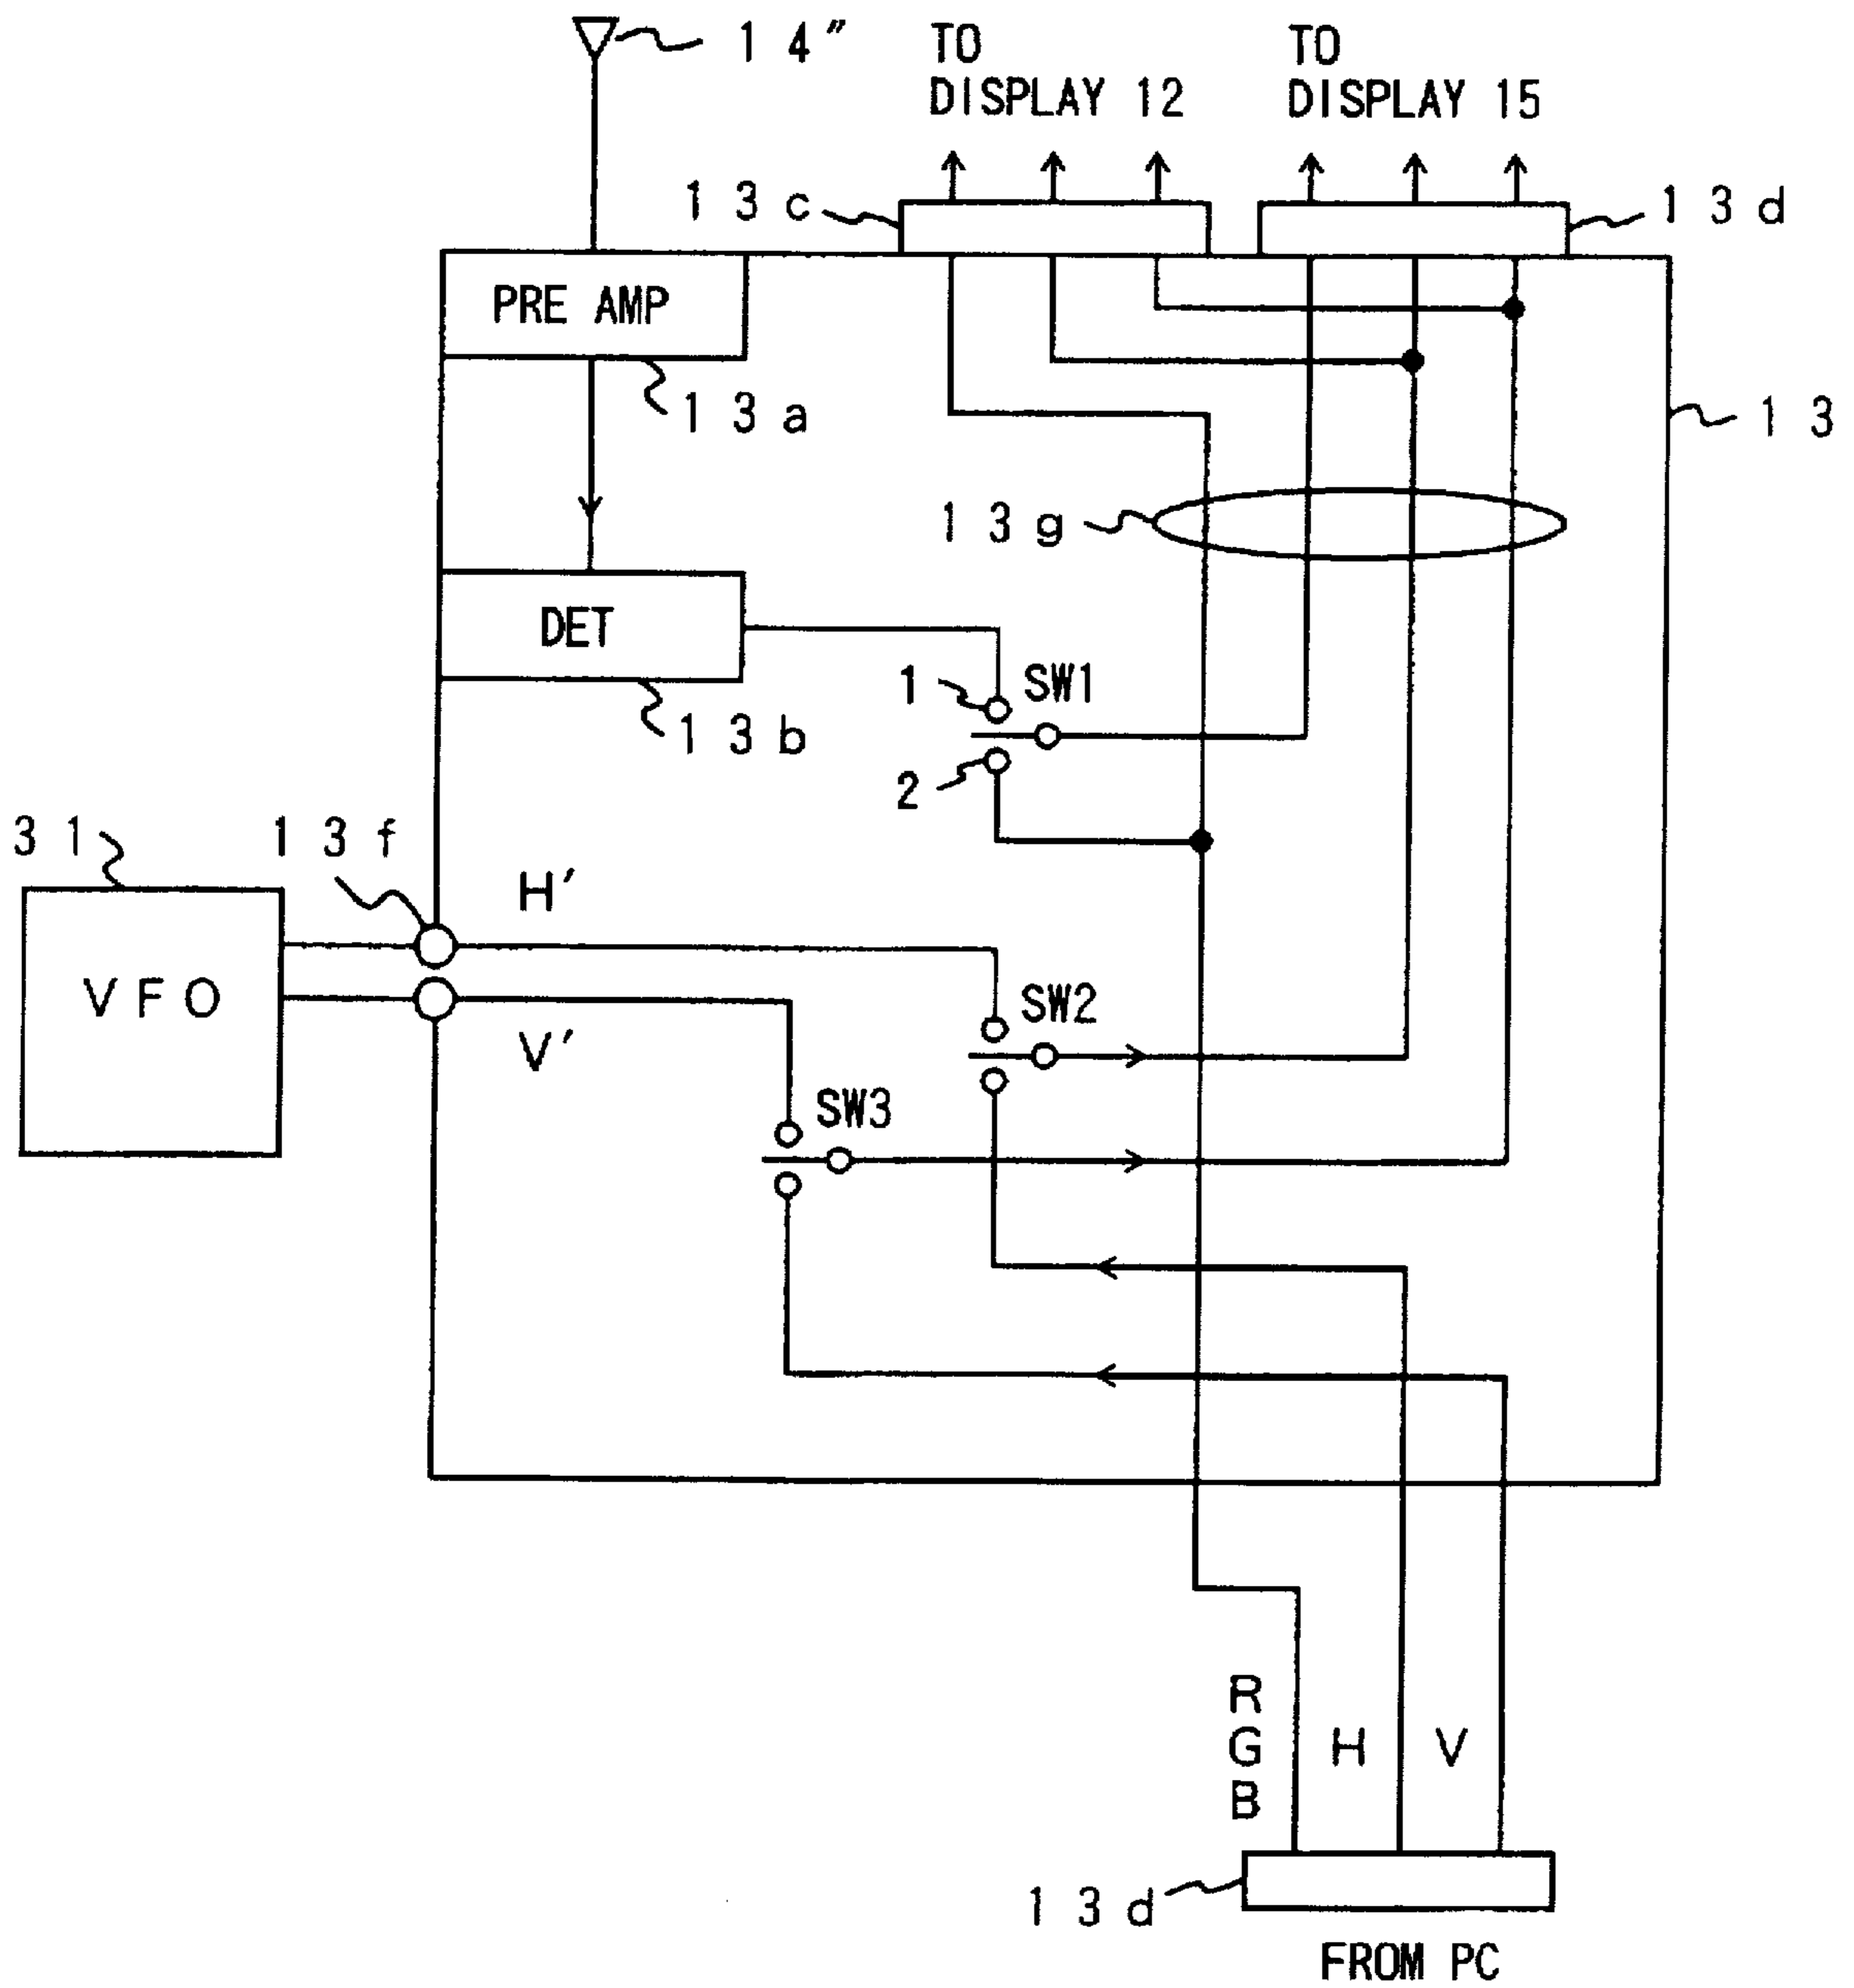 14″
TO
DISPLAY 12
TO
DISPLAY 15
13c
13d
PRE AMP
13a
13
13g
DET
1
SW1
13b
2
31
13f
H′
VFO
SW2
V′
SW3
R
G
B
H
V
13d
FROM PC